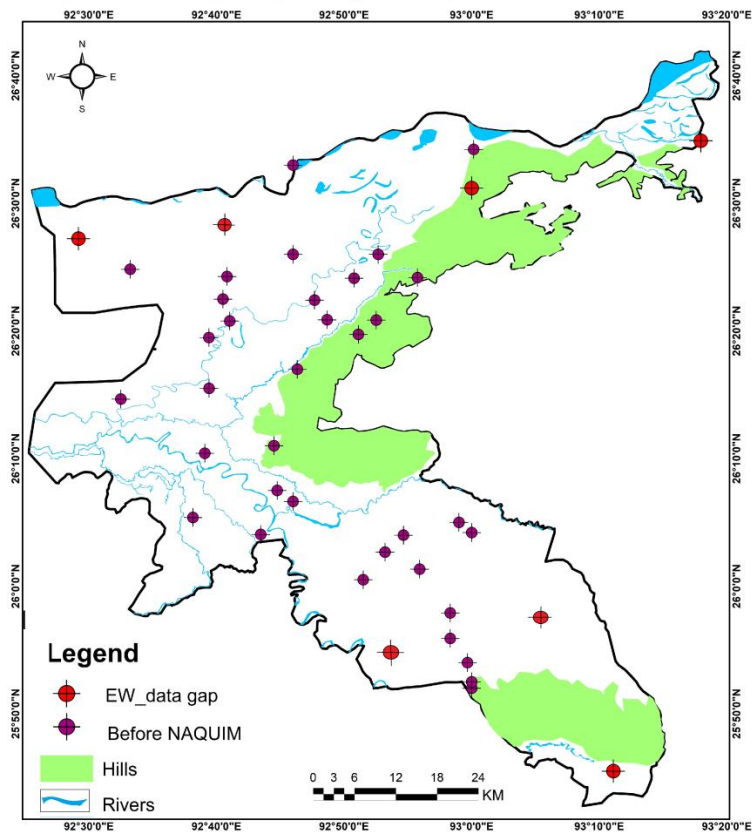 92°30'0"E 92°40'0"E 92°50'0"E 93°0'0"E 93°10'0"E 93°20'0"E
N
W E
S
26°40'0"N 26°40'0"N
26°30'0"N 26°30'0"N
26°20'0"N 26°20'0"N
26°10'0"N 26°10'0"N
26°0'0"N 26°0'0"N
25°50'0"N 25°50'0"N
Legend
EW_data gap
Before NAQUIM
Hills
Rivers
0 3 6 12 18 24
KM
92°30'0"E 92°40'0"E 92°50'0"E 93°0'0"E 93°10'0"E 93°20'0"E